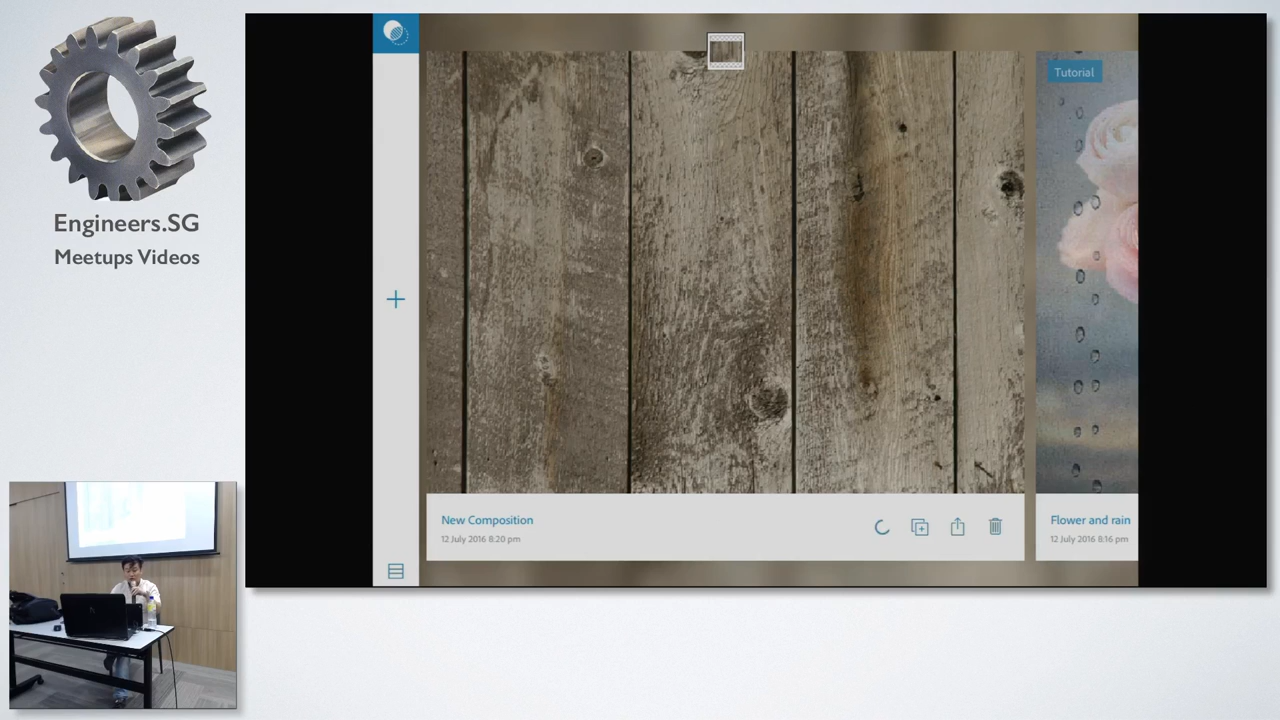 Engineers.SG
Meetups Videos
Tutorial
New Composition
12 July 2016 8:20 pm
Flower and rain
12 July 2016 8:16 pm